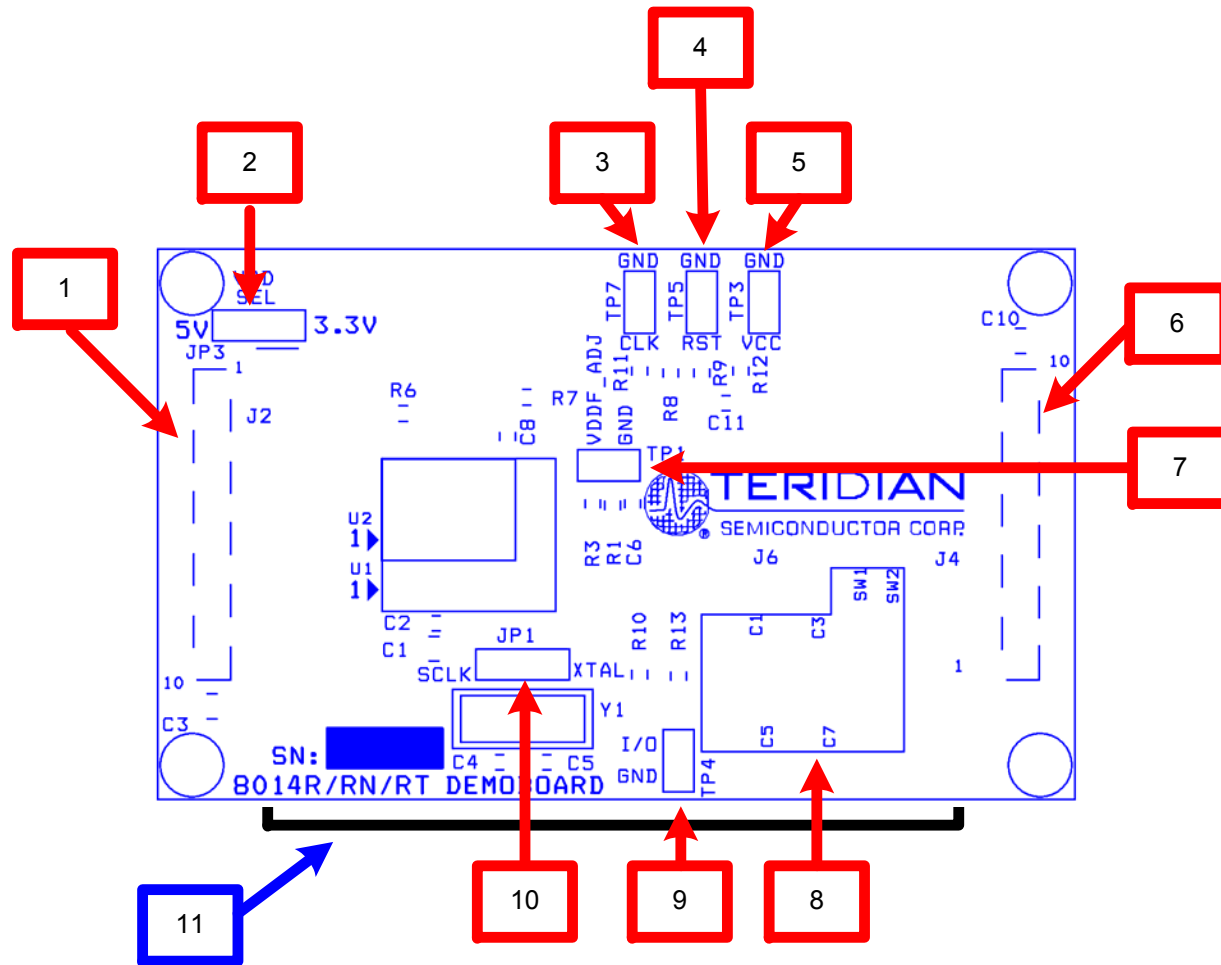 4
2
3
5
1
6
7
GND GND GND
TP7 TP5 TP3
CLK RST VCC
SEL
5V 3.3V
JP3
1
J2
C10
10
R6
R7
C8
VDDF_ADJ
GND
R11
R8
R9
R12
C11
TP1
TERIDIAN
SEMICONDUCTOR CORP.
®
U2
1
U1
1
R3
R1
C6
J6
J4
SW1
SW2
C2
C1
JP1
SCLK
XTAL
R10
R13
C1
C3
1
10
C3
Y1
C4
C5
I/O
GND
TP4
C5
C7
SN:
8014R/RN/RT DEMOBOARD
11
10
9
8